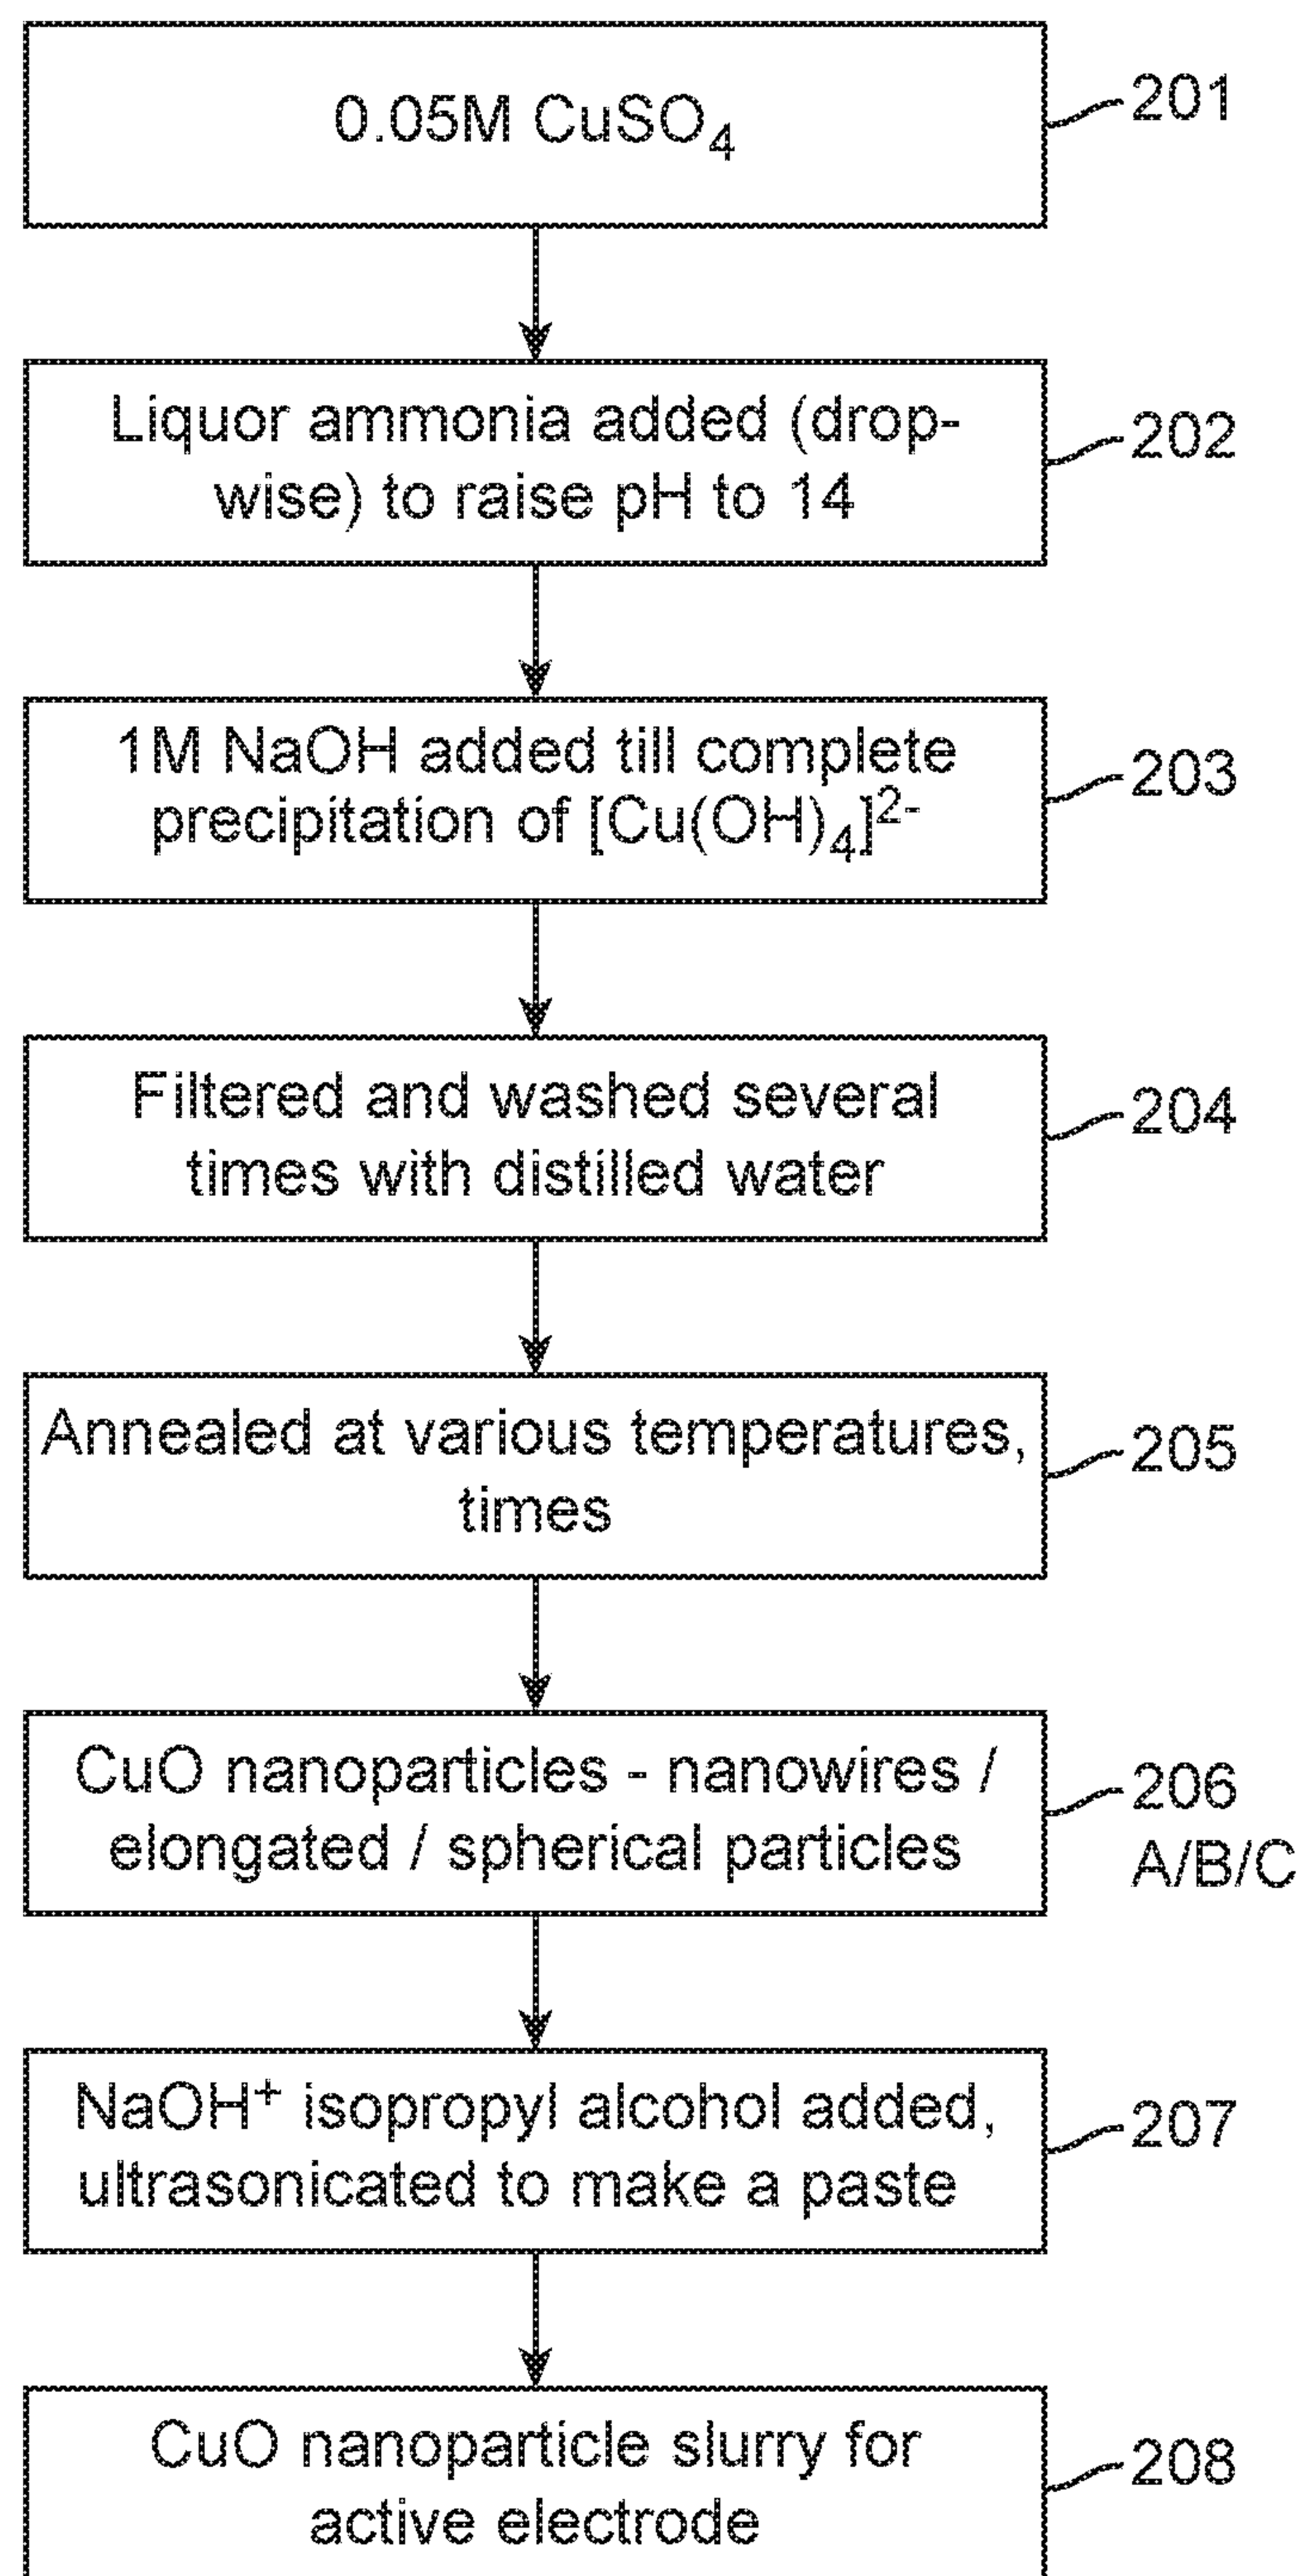 0.05M CuSO₄
201
Liquor ammonia added (drop-
wise) to raise pH to 14
202
1M NaOH added till complete
precipitation of [Cu(OH)₄]²⁻
203
Filtered and washed several
times with distilled water
204
Annealed at various temperatures,
times
205
CuO nanoparticles - nanowires /
elongated / spherical particles
206
A/B/C
NaOH⁺ isopropyl alcohol added,
ultrasonicated to make a paste
207
CuO nanoparticle slurry for
active electrode
208